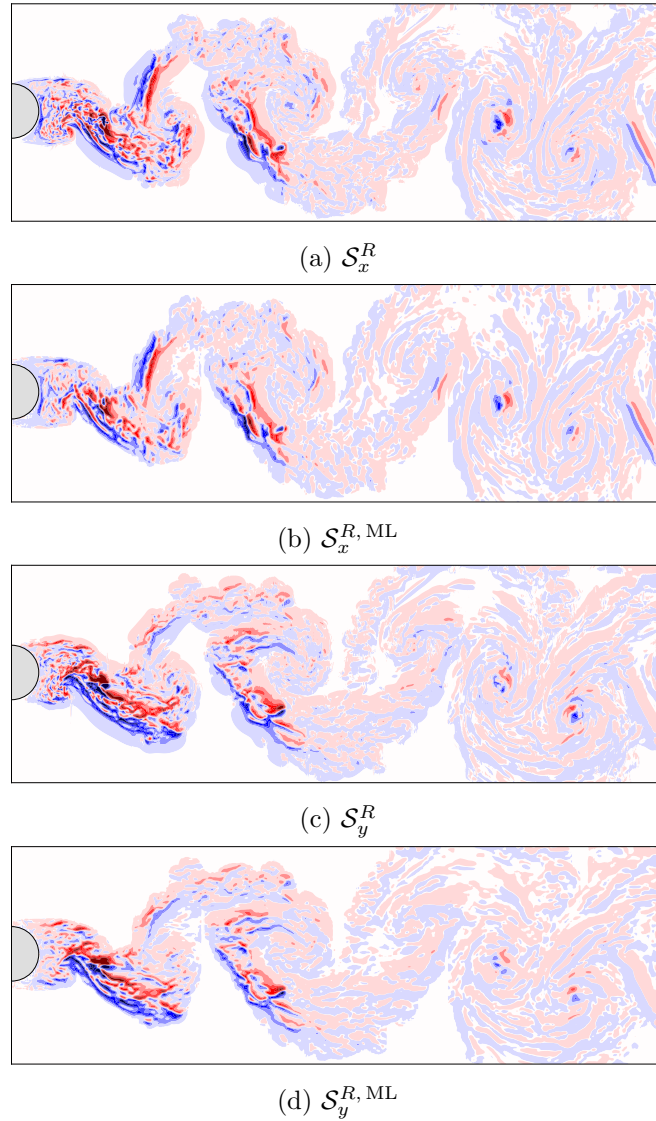 (a) $\mathcal{S}_x^R$
(b) $\mathcal{S}_x^{R,\,\mathrm{ML}}$
(c) $\mathcal{S}_y^R$
(d) $\mathcal{S}_y^{R,\,\mathrm{ML}}$